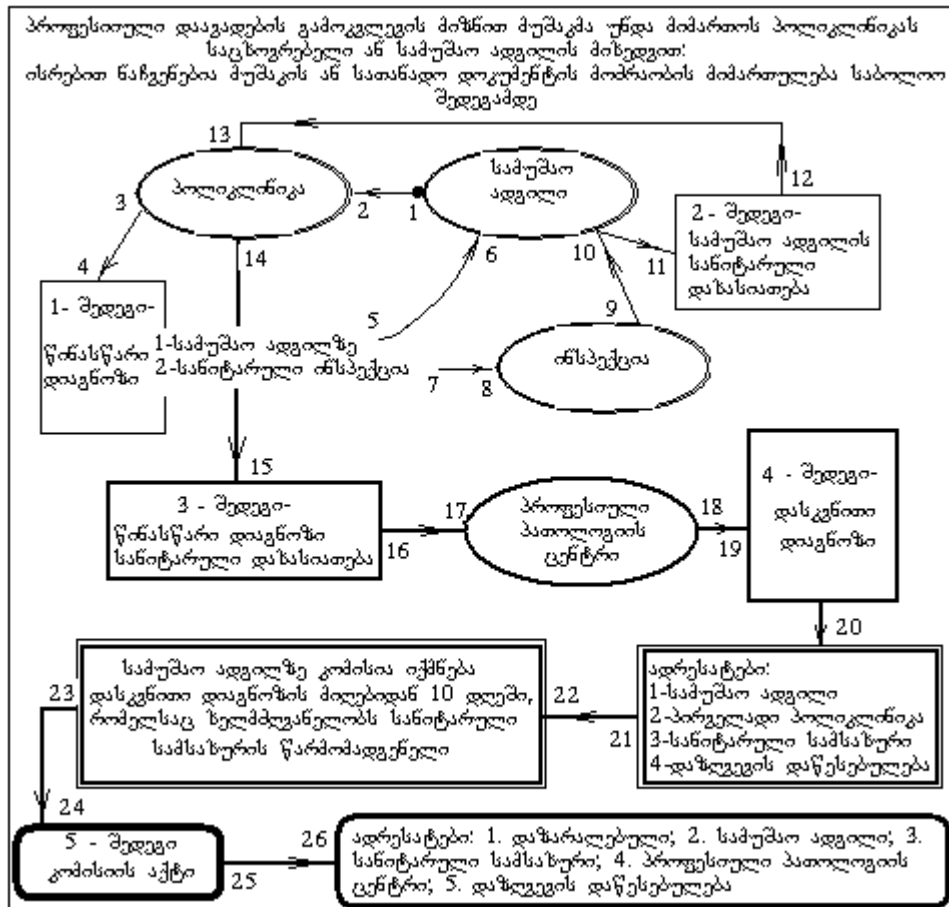 პროფესიული დაავადების გამოკვლევის მიზნით მუშაკმა უნდა მიმართოს პოლიკლინიკას
საცხოვრებელი ან სამუშაო ადგილის მიხედვით:
ისრებით ნაჩვენებია მუშაკის ან სათანადო დოკუმენტის მოძრაობის მიმართულება საბოლოო
შედეგამდე
13
პოლიკლინიკა
სამუშაო
ადგილი
12
3
2
1
2 - შედეგი-
სამუშაო ადგილის
სანიტარული
დახასიათება
14
6
10
11
4
1- შედეგი-
წინასწარი
დიაგნოზი
5
9
1-სამუშაო ადგილზე
2-სანიტარული ინსპექცია
7
8
ინსპექცია
15
3 - შედეგი-
წინასწარი დიაგნოზი
სანიტარული დახასიათება
16
17
პროფესიული
პათოლოგიის
ცენტრი
18
19
4 - შედეგი-
დასკვნითი
დიაგნოზი
20
23
სამუშაო ადგილზე კომისია იქმნება
დასკვნითი დიაგნოზის მიღებიდან 10 დღეში,
რომელსაც ხელმძღვანელობს სანიტარული
სამსახურის წარმომადგენელი
22
21
ადრესატები:
1-სამუშაო ადგილი
2-პირველადი პოლიკლინიკა
3-სანიტარული სამსახური
4-დაზღვევის დაწესებულება
24
5 - შედეგი
კომისიის აქტი
25
26
ადრესატები: 1. დაზარალებული; 2. სამუშაო ადგილი; 3.
სანიტარული სამსახური; 4. პროფესიული პათოლოგიის
ცენტრი; 5. დაზღვევის დაწესებულება